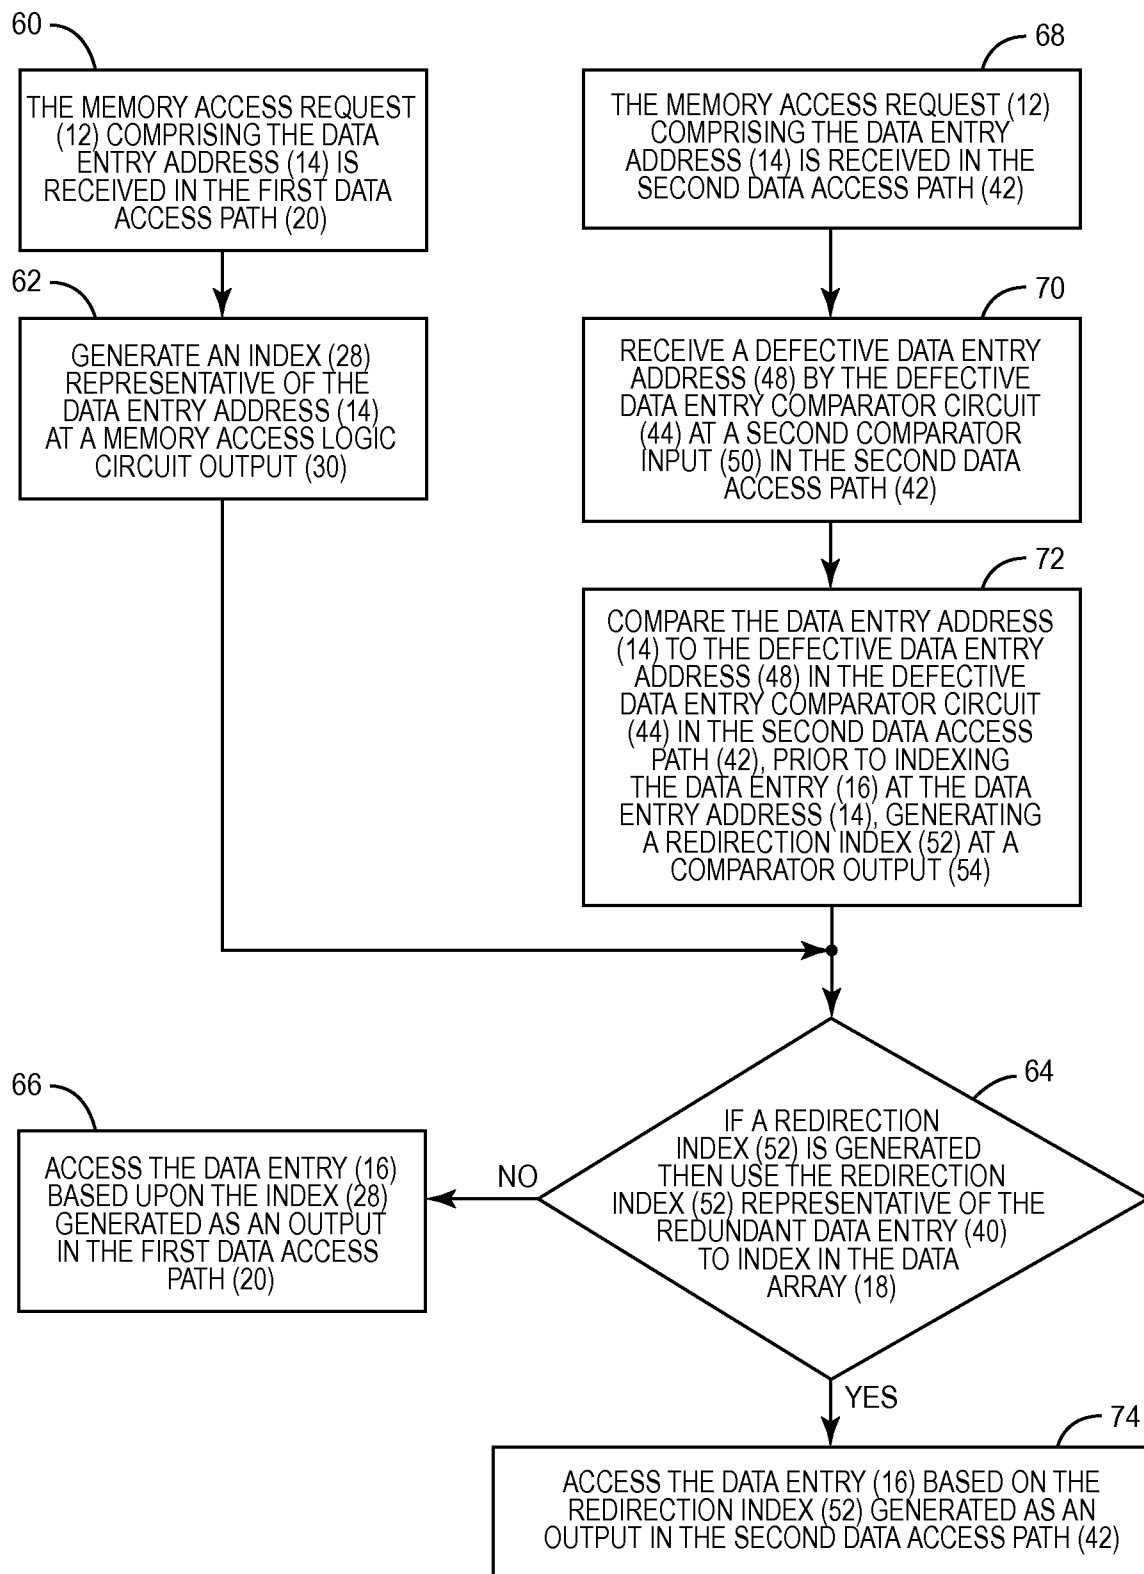 60
THE MEMORY ACCESS REQUEST
(12) COMPRISING THE DATA
ENTRY ADDRESS (14) IS
RECEIVED IN THE FIRST DATA
ACCESS PATH (20)
68
THE MEMORY ACCESS REQUEST (12)
COMPRISING THE DATA ENTRY
ADDRESS (14) IS RECEIVED IN THE
SECOND DATA ACCESS PATH (42)
62
GENERATE AN INDEX (28)
REPRESENTATIVE OF THE
DATA ENTRY ADDRESS (14)
AT A MEMORY ACCESS LOGIC
CIRCUIT OUTPUT (30)
70
RECEIVE A DEFECTIVE DATA ENTRY
ADDRESS (48) BY THE DEFECTIVE
DATA ENTRY COMPARATOR CIRCUIT
(44) AT A SECOND COMPARATOR
INPUT (50) IN THE SECOND DATA
ACCESS PATH (42)
72
COMPARE THE DATA ENTRY ADDRESS
(14) TO THE DEFECTIVE DATA ENTRY
ADDRESS (48) IN THE DEFECTIVE
DATA ENTRY COMPARATOR CIRCUIT
(44) IN THE SECOND DATA ACCESS
PATH (42), PRIOR TO INDEXING
THE DATA ENTRY (16) AT THE DATA
ENTRY ADDRESS (14), GENERATING
A REDIRECTION INDEX (52) AT A
COMPARATOR OUTPUT (54)
64
IF A REDIRECTION
INDEX (52) IS GENERATED
THEN USE THE REDIRECTION
INDEX (52) REPRESENTATIVE OF THE
REDUNDANT DATA ENTRY (40)
TO INDEX IN THE DATA
ARRAY (18)
NO
66
ACCESS THE DATA ENTRY (16)
BASED UPON THE INDEX (28)
GENERATED AS AN OUTPUT
IN THE FIRST DATA ACCESS
PATH (20)
YES
74
ACCESS THE DATA ENTRY (16) BASED ON THE
REDIRECTION INDEX (52) GENERATED AS AN
OUTPUT IN THE SECOND DATA ACCESS PATH (42)